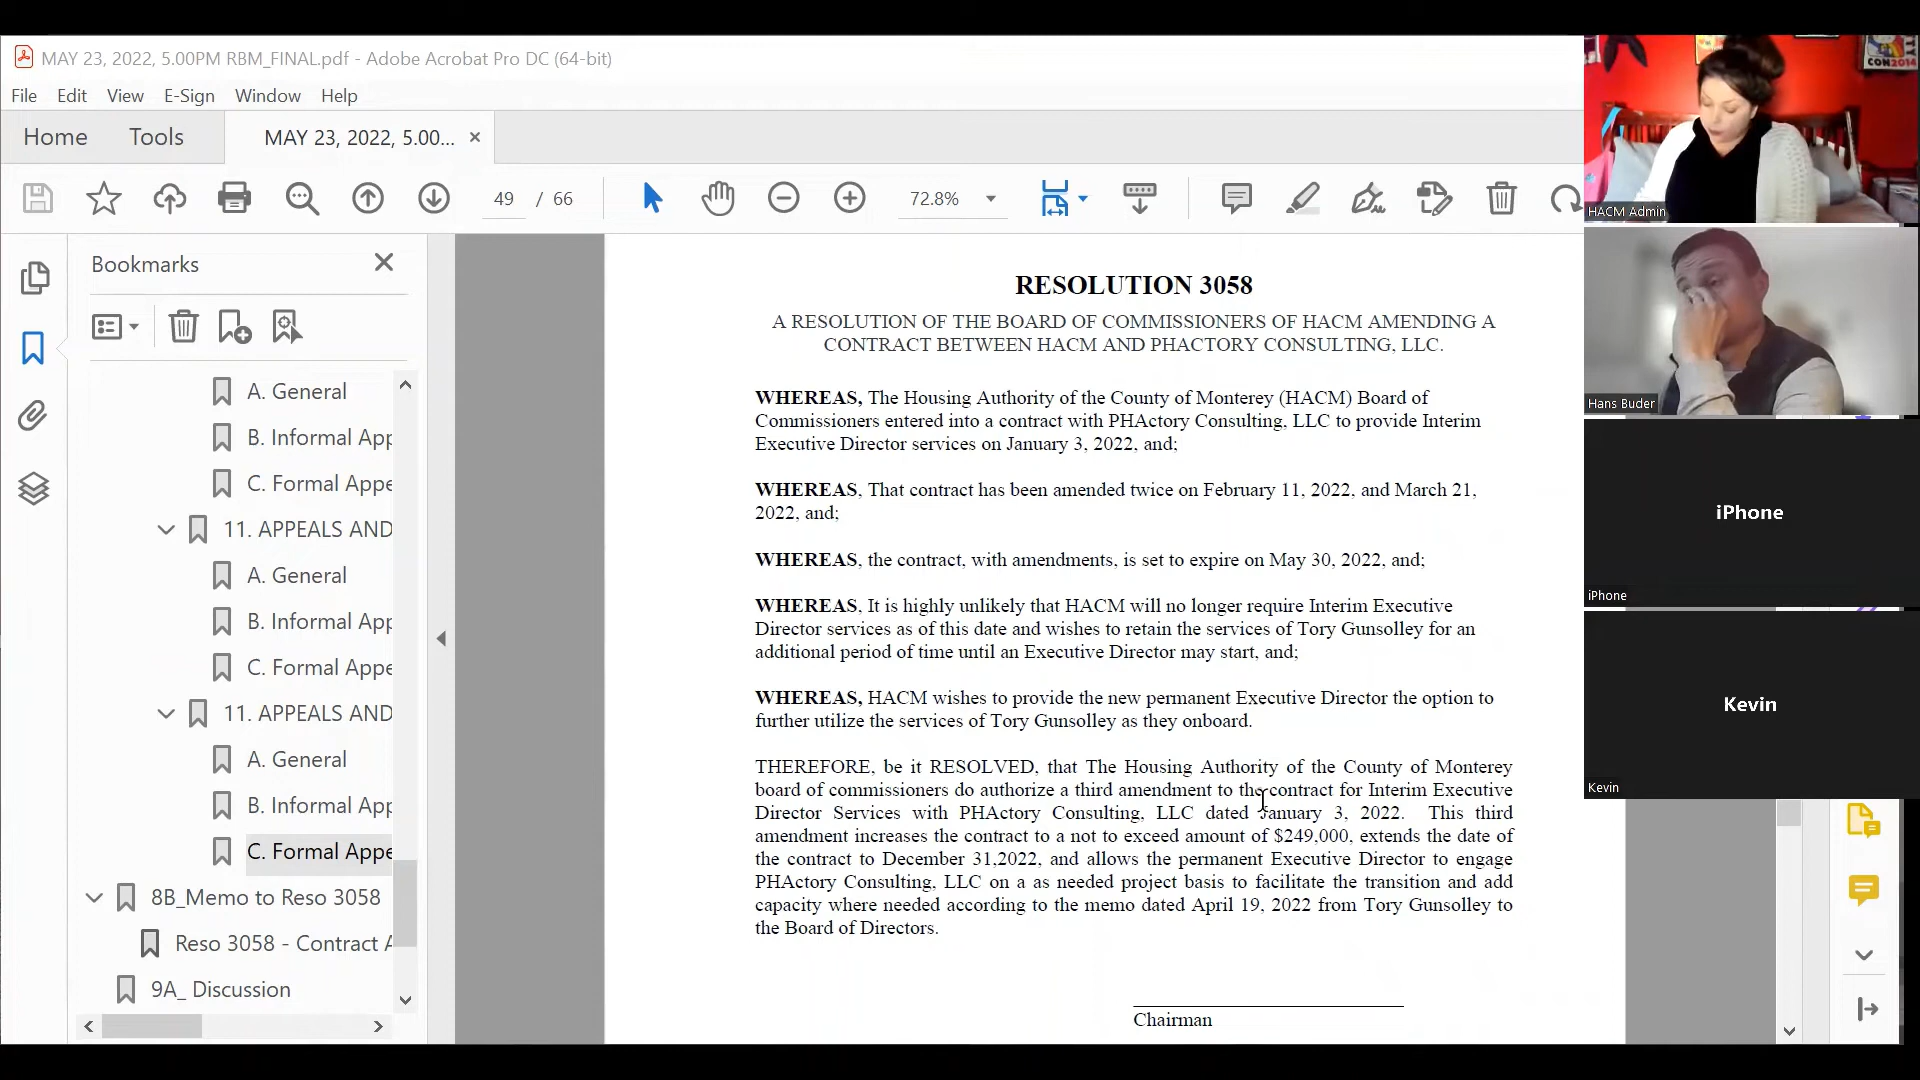 MAY 23, 2022, 5.00PM RBM_FINAL.pdf - Adobe Acrobat Pro DC (64-bit)
File Edit View E-Sign Window Help
Home Tools MAY 23, 2022, 5.00...
49 / 66 72.8%
Bookmarks
A. General
B. Informal App
C. Formal Appe
11. APPEALS AND
A. General
B. Informal App
C. Formal Appe
11. APPEALS AND
A. General
B. Informal App
C. Formal Appe
8B_Memo to Reso 3058
Reso 3058 - Contract A
9A_ Discussion
RESOLUTION 3058
A RESOLUTION OF THE BOARD OF COMMISSIONERS OF HACM AMENDING A
CONTRACT BETWEEN HACM AND PHACTORY CONSULTING, LLC.
WHEREAS, The Housing Authority of the County of Monterey (HACM) Board of
Commissioners entered into a contract with PHActory Consulting, LLC to provide Interim
Executive Director services on January 3, 2022, and;
WHEREAS, That contract has been amended twice on February 11, 2022, and March 21,
2022, and;
WHEREAS, the contract, with amendments, is set to expire on May 30, 2022, and;
WHEREAS, It is highly unlikely that HACM will no longer require Interim Executive
Director services as of this date and wishes to retain the services of Tory Gunsolley for an
additional period of time until an Executive Director may start, and;
WHEREAS, HACM wishes to provide the new permanent Executive Director the option to
further utilize the services of Tory Gunsolley as they onboard.
THEREFORE, be it RESOLVED, that The Housing Authority of the County of Monterey
board of commissioners do authorize a third amendment to the contract for Interim Executive
Director Services with PHActory Consulting, LLC dated January 3, 2022. This third
amendment increases the contract to a not to exceed amount of $249,000, extends the date of
the contract to December 31,2022, and allows the permanent Executive Director to engage
PHActory Consulting, LLC on a as needed project basis to facilitate the transition and add
capacity where needed according to the memo dated April 19, 2022 from Tory Gunsolley to
the Board of Directors.
Chairman
CON2014
HACM Admin
Hans Buder
iPhone
iPhone
Kevin
Kevin